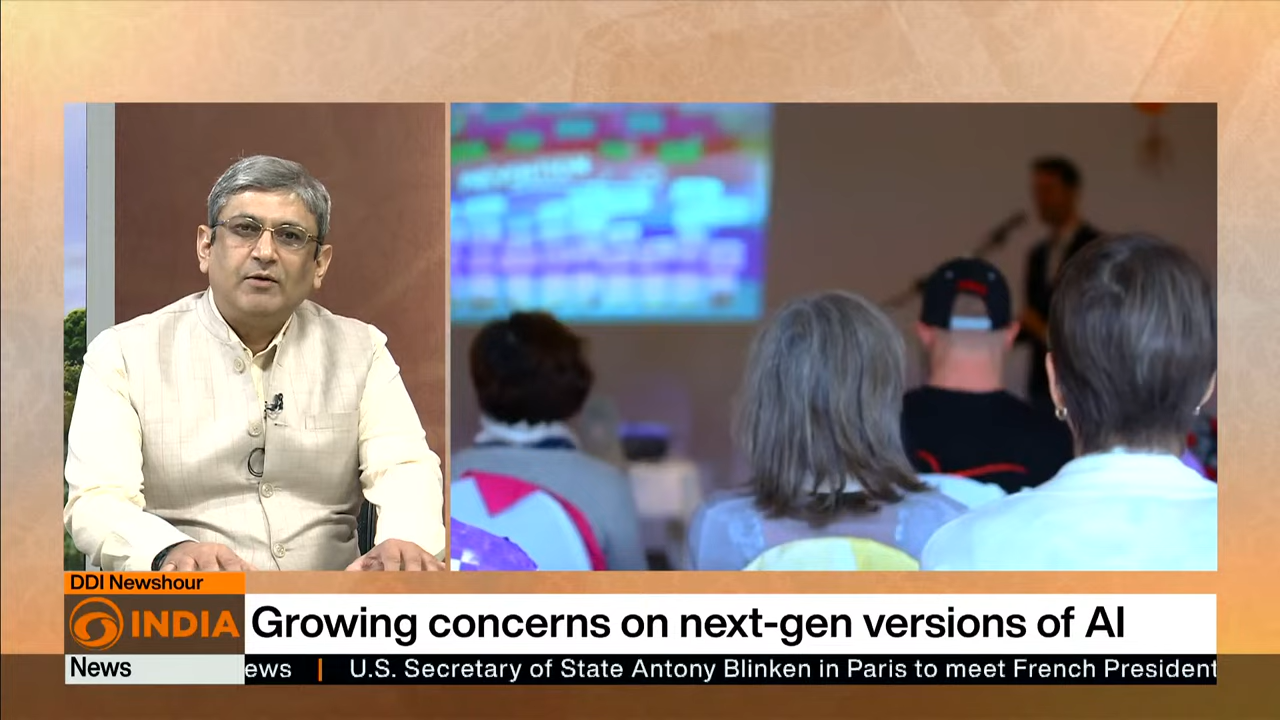 DDI Newshour
INDIA
Growing concerns on next-gen versions of AI
News
ews | U.S. Secretary of State Antony Blinken in Paris to meet French President